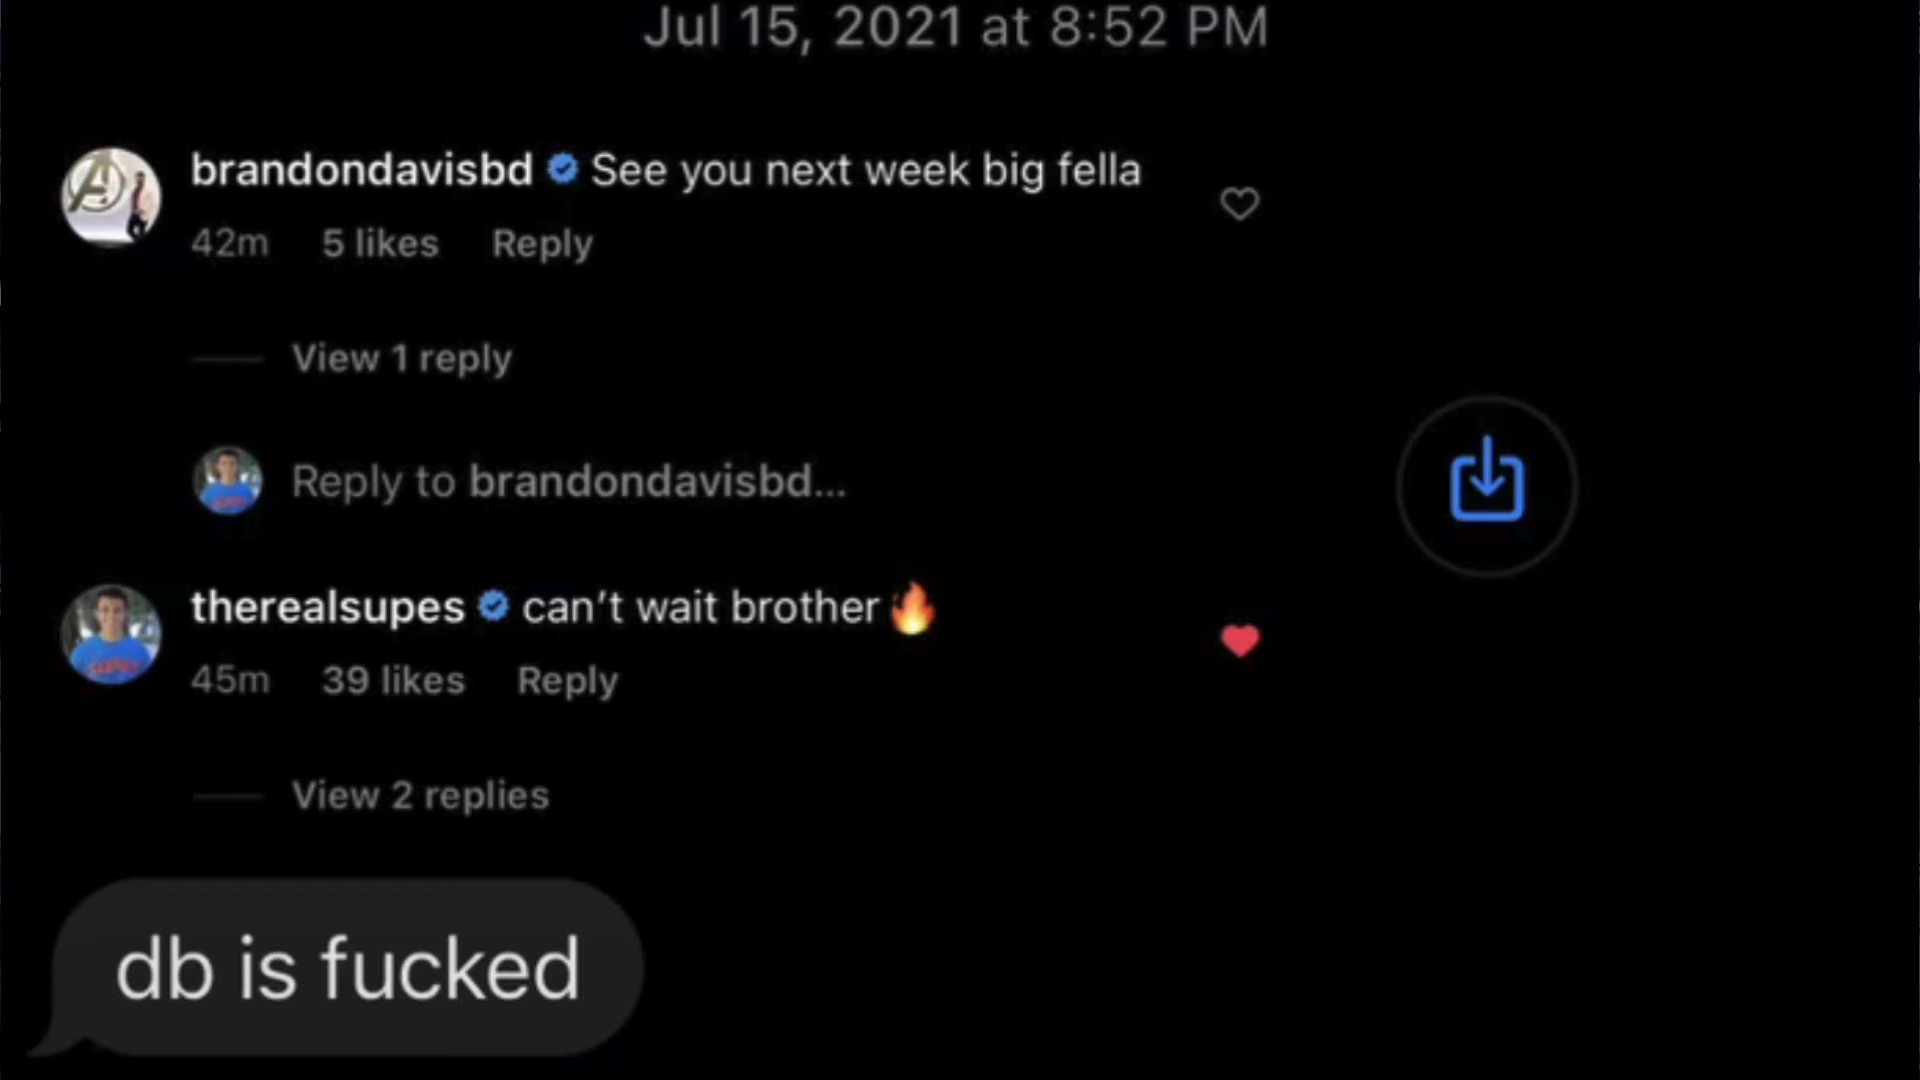 Jul 15, 2021 at 8:52 PM
brandondavisbd See you next week big fella
42m 5 likes Reply
View 1 reply
Reply to brandondavisbd...
therealsupes can't wait brother🔥
45m 39 likes Reply
View 2 replies
db is fucked